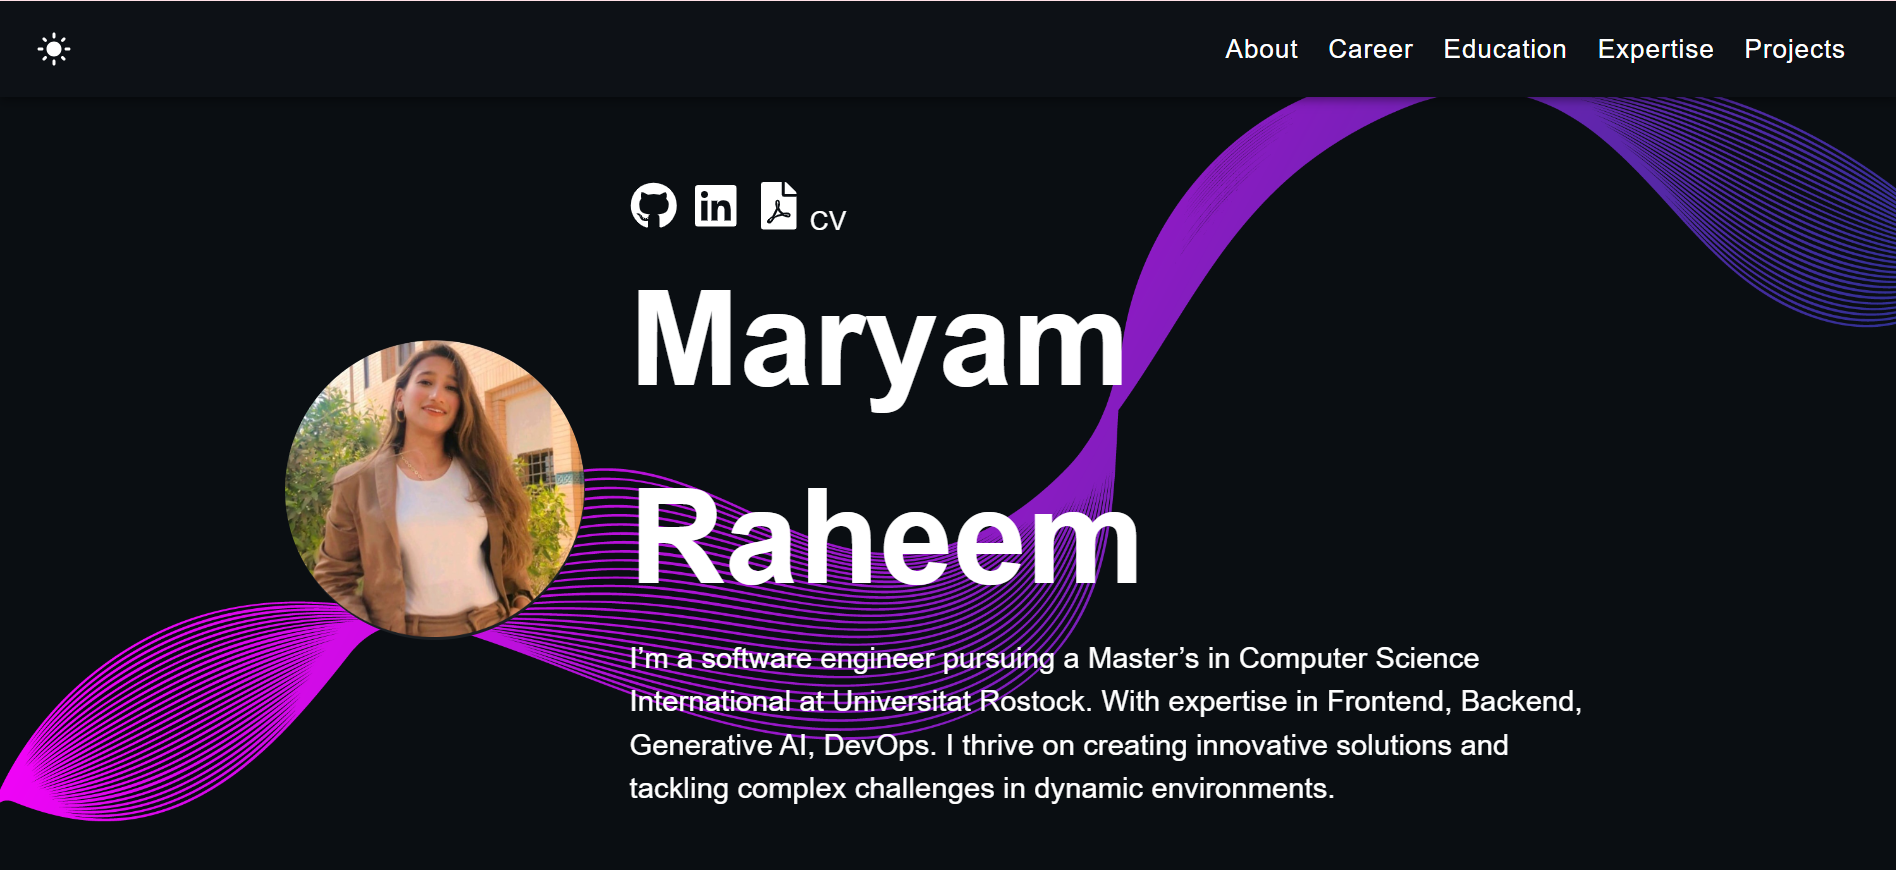 About Career Education Expertise Projects
in CV
Maryam
Raheem
I’m a software engineer pursuing a Master’s in Computer Science
International at Universitat Rostock. With expertise in Frontend, Backend,
Generative AI, DevOps. I thrive on creating innovative solutions and
tackling complex challenges in dynamic environments.